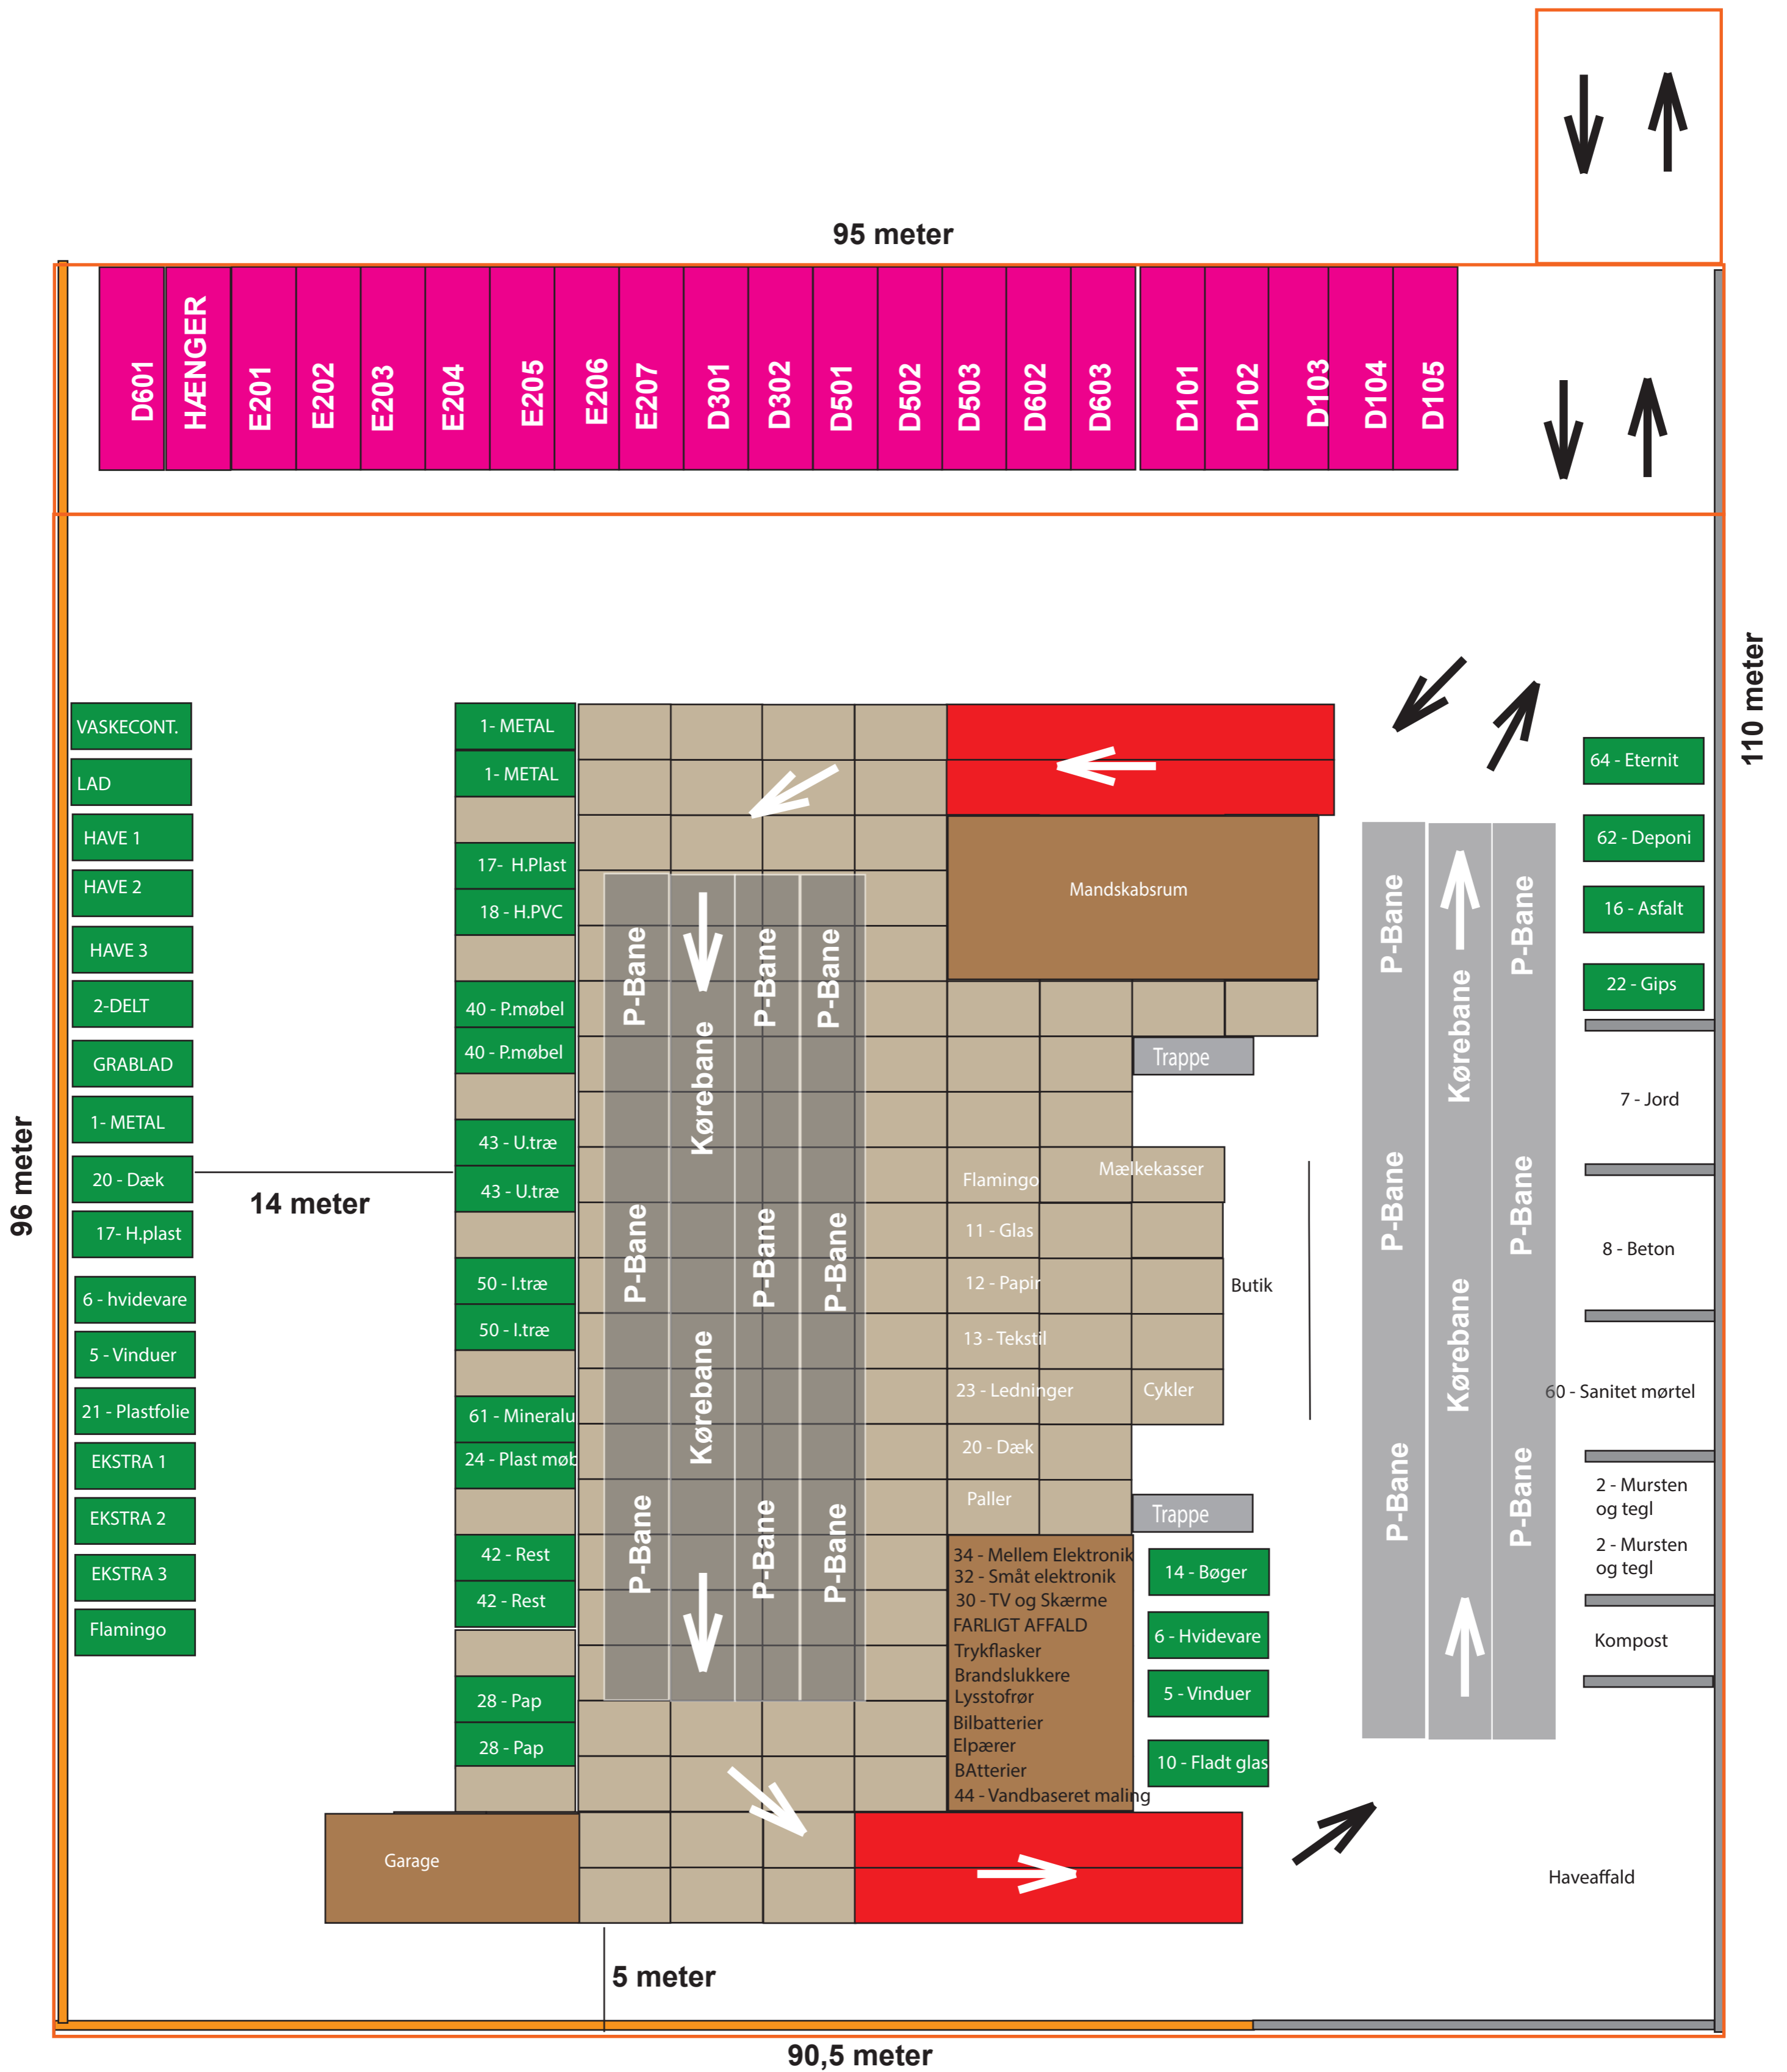 95 meter
D601
HÆNGER
E201
E202
E203
E204
E205
E206
E207
D301
D302
D501
D502
D503
D602
D603
D101
D102
D103
D104
D105
110 meter
96 meter
VASKECONT.
LAD
HAVE 1
HAVE 2
HAVE 3
2-DELT
GRABLAD
1- METAL
20 - Dæk
17- H.plast
6 - hvidevare
5 - Vinduer
21 - Plastfolie
EKSTRA 1
EKSTRA 2
EKSTRA 3
Flamingo
14 meter
1- METAL
1- METAL
17- H.Plast
18 - H.PVC
40 - P.møbel
40 - P.møbel
43 - U.træ
43 - U.træ
50 - I.træ
50 - I.træ
61 - Mineralu
24 - Plast møb
42 - Rest
42 - Rest
28 - Pap
28 - Pap
Garage
P-Bane
P-Bane
P-Bane
Kørebane
P-Bane
P-Bane
P-Bane
Kørebane
P-Bane
P-Bane
P-Bane
Mandskabsrum
Trappe
Flamingo
Mælkekasser
11 - Glas
12 - Papir
13 - Tekstil
23 - Ledninger
Cykler
20 - Dæk
Paller
Butik
Trappe
34 - Mellem Elektronik
32 - Småt elektronik
30 - TV og Skærme
FARLIGT AFFALD
Trykflasker
Brandslukkere
Lysstofrør
Bilbatterier
Elpærer
BAtterier
44 - Vandbaseret maling
14 - Bøger
6 - Hvidevare
5 - Vinduer
10 - Fladt glas
P-Bane
P-Bane
Kørebane
P-Bane
P-Bane
Kørebane
P-Bane
P-Bane
64 - Eternit
62 - Deponi
16 - Asfalt
22 - Gips
7 - Jord
8 - Beton
60 - Sanitet mørtel
2 - Mursten
og tegl
2 - Mursten
og tegl
Kompost
Haveaffald
5 meter
90,5 meter